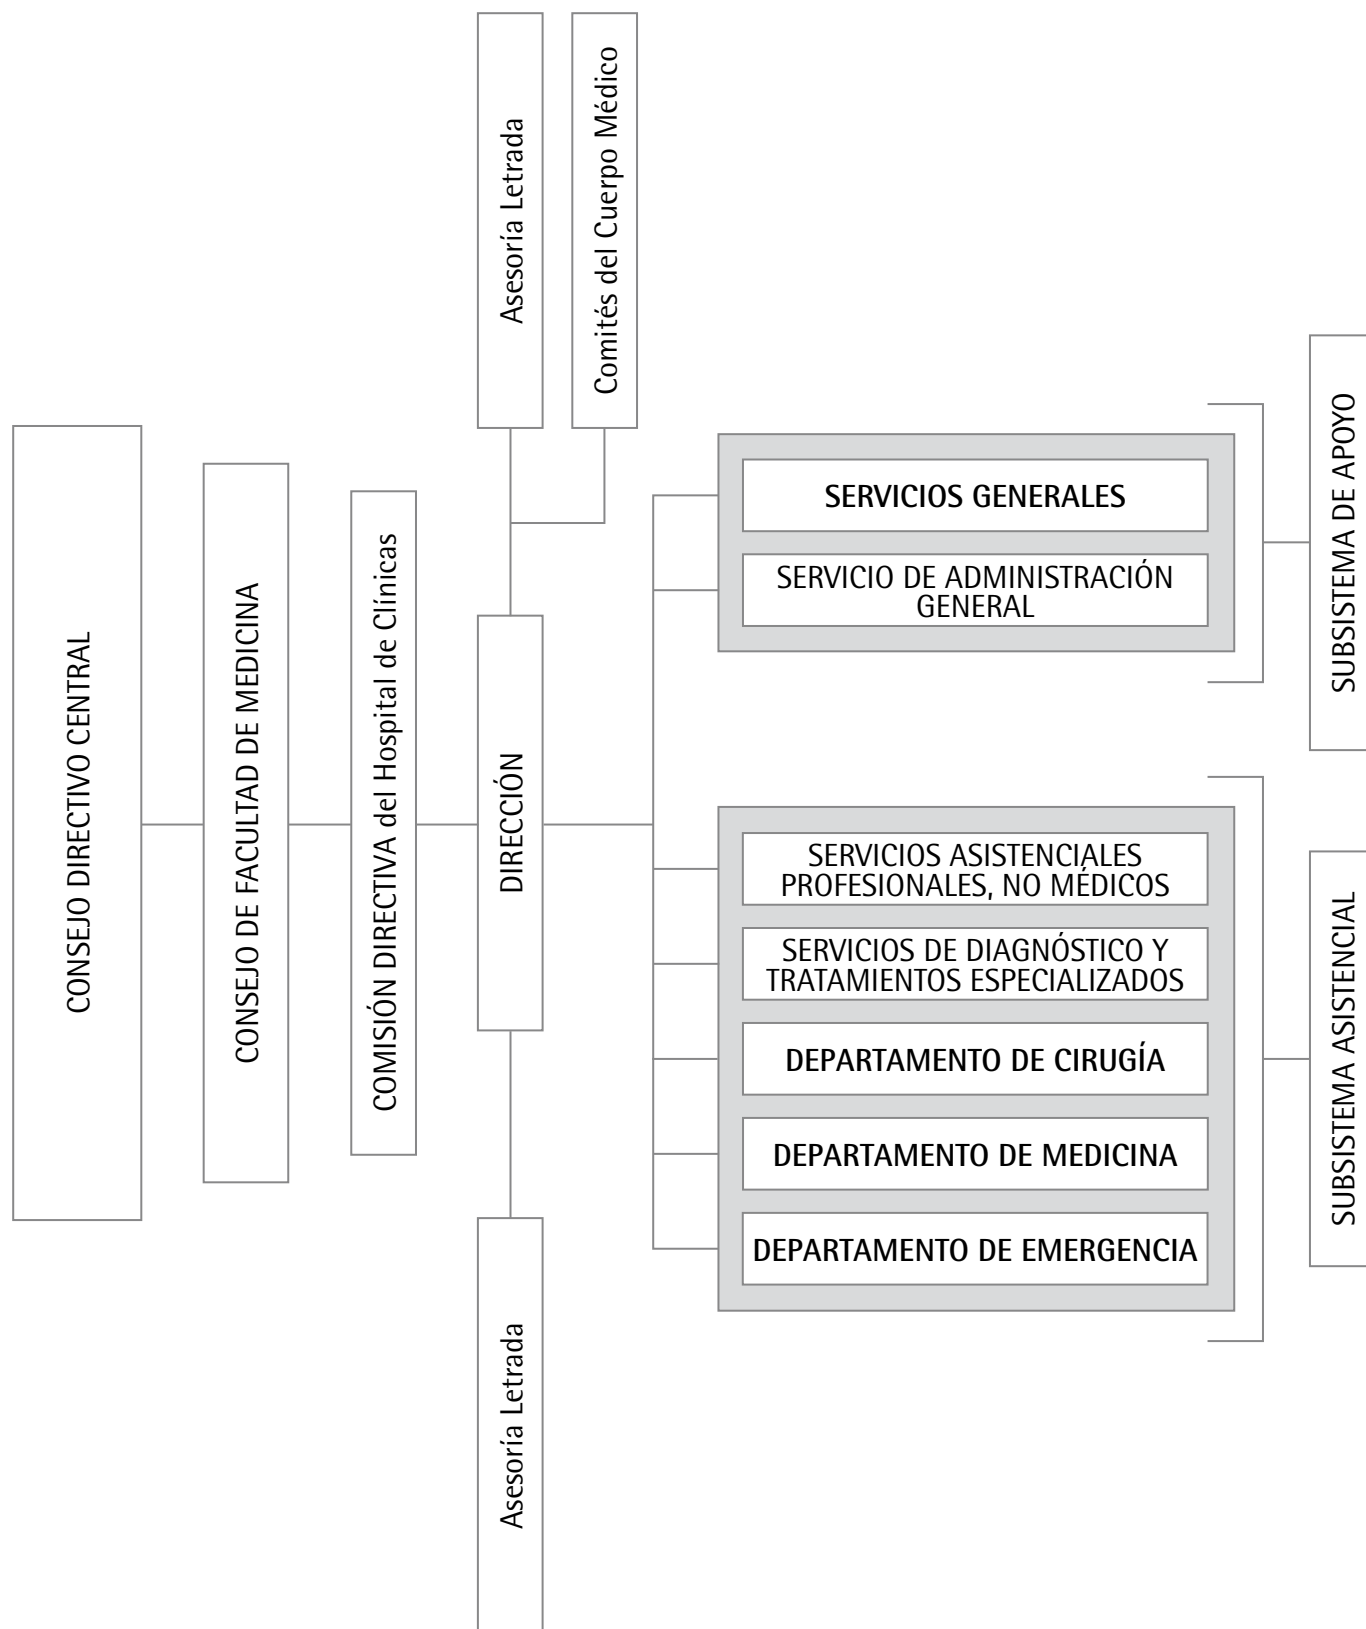 CONSEJO DIRECTIVO CENTRAL
CONSEJO DE FACULTAD DE MEDICINA
COMISIÓN DIRECTIVA del Hospital de Clínicas
Asesoría Letrada
DIRECCIÓN
Asesoría Letrada
Comités del Cuerpo Médico
DEPARTAMENTO DE EMERGENCIA
DEPARTAMENTO DE MEDICINA
DEPARTAMENTO DE CIRUGÍA
SERVICIOS DE DIAGNÓSTICO Y
TRATAMIENTOS ESPECIALIZADOS
SERVICIOS ASISTENCIALES
PROFESIONALES, NO MÉDICOS
SERVICIO DE ADMINISTRACIÓN
GENERAL
SERVICIOS GENERALES
SUBSISTEMA ASISTENCIAL
SUBSISTEMA DE APOYO